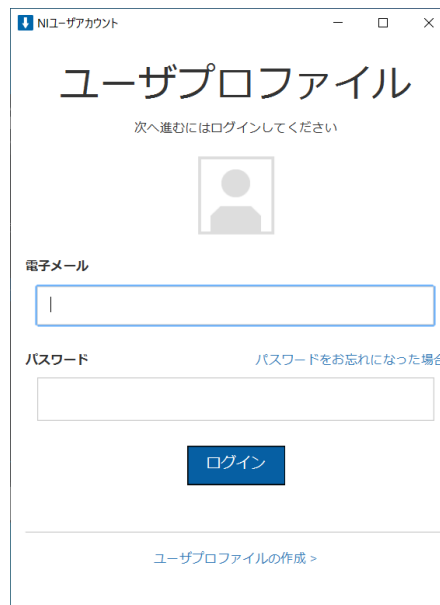 NIユーザアカウント
ユーザプロファイル
次へ進むにはログインしてください
電子メール
パスワード
パスワードをお忘れになった場合
ログイン
ユーザプロファイルの作成 >